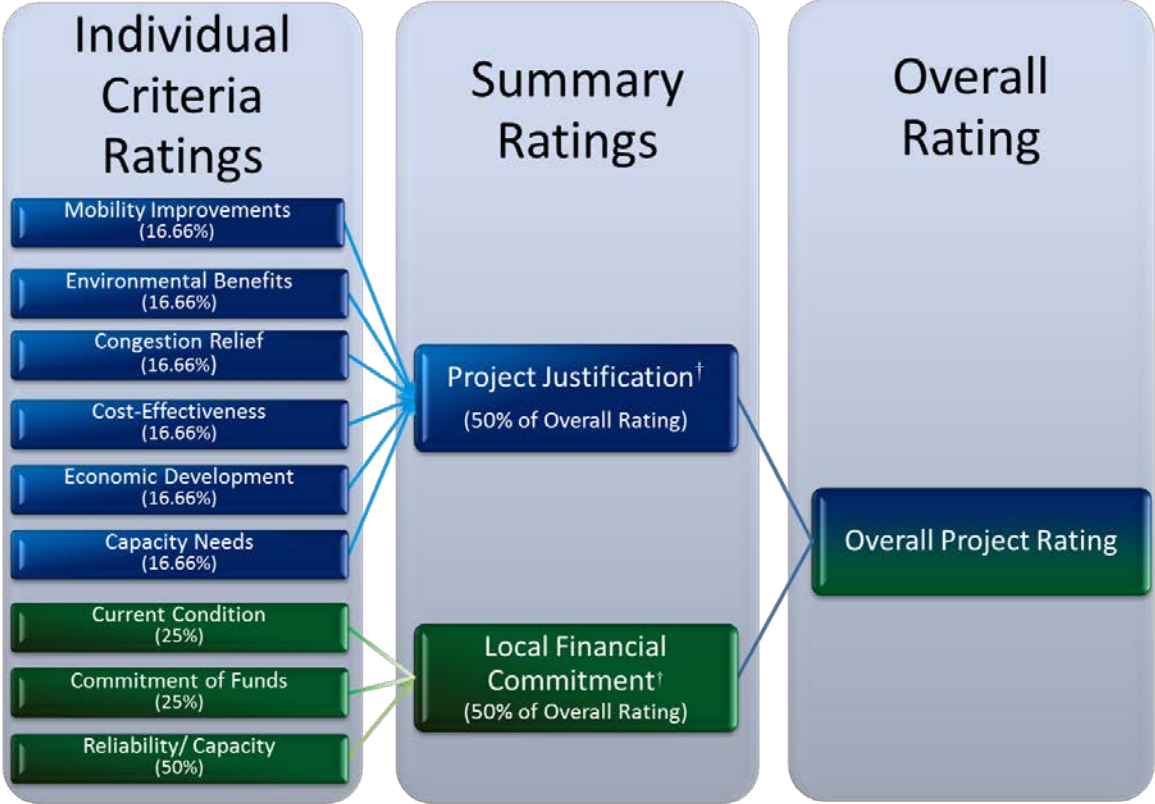 Individual
Criteria
Ratings
Mobility Improvements
(16.66%)
Environmental Benefits
(16.66%)
Congestion Relief
(16.66%)
Cost-Effectiveness
(16.66%)
Economic Development
(16.66%)
Capacity Needs
(16.66%)
Current Condition
(25%)
Commitment of Funds
(25%)
Reliability/ Capacity
(50%)
Summary
Ratings
Project Justification†
(50% of Overall Rating)
Local Financial
Commitment†
(50% of Overall Rating)
Overall
Rating
Overall Project Rating